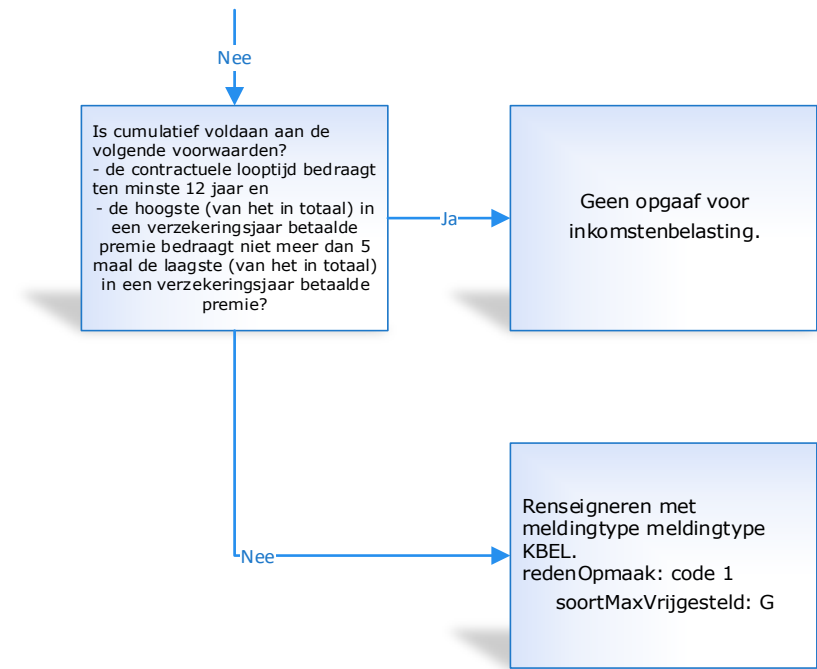 Nee
Is cumulatief voldaan aan de
volgende voorwaarden?
- de contractuele looptijd bedraagt
ten minste 12 jaar en
- de hoogste (van het in totaal) in
een verzekeringsjaar betaalde
premie bedraagt niet meer dan 5
maal de laagste (van het in totaal)
in een verzekeringsjaar betaalde
premie?
Ja
Geen opgaaf voor
inkomstenbelasting.
Nee
Renseigneren met
meldingtype meldingtype
KBEL.
redenOpmaak: code 1
soortMaxVrijgesteld: G